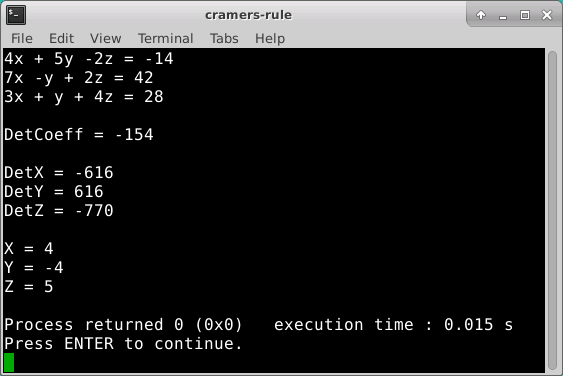 cramers-rule
File Edit View Terminal Tabs Help
4x + 5y -2z = -14
7x -y + 2z = 42
3x + y + 4z = 28
DetCoeff = -154
DetX = -616
DetY = 616
DetZ = -770
X = 4
Y = -4
Z = 5
Process returned 0 (0x0)   execution time : 0.015 s
Press ENTER to continue.